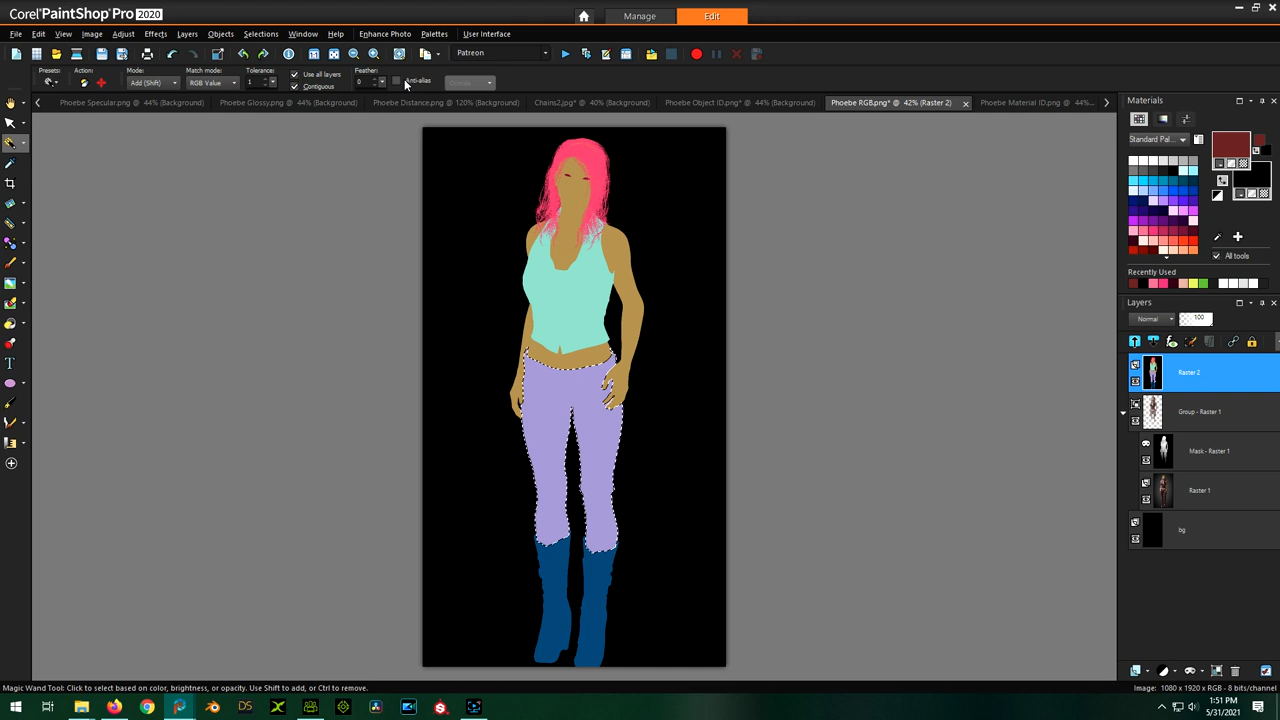 Corel®PaintShop®Pro 2020
Manage
Edit
File Edit View Image Adjust Effects Layers Objects Selections Window Help Enhance Photo Palettes User Interface
Patreon
Presets: Action: Mode: Match mode: Tolerance: Use all layers Feather: Anti-alias
Add (Shift) RGB Value 1 Contiguous 0
Phoebe Specular.png @ 44% (Background)
Phoebe Glossy.png @ 44% (Background)
Phoebe Distance.png @ 120% (Background)
Chains2.jpg* @ 40% (Background)
Phoebe Object ID.png* @ 44% (Background)
Phoebe RGB.png* @ 42% (Raster 2)
Phoebe Material ID.png @ 44%...
Materials
Standard Pal...
All tools
Recently Used
Layers
Normal 100
Raster 2
Group - Raster 1
Mask - Raster 1
Raster 1
bg
Magic Wand Tool: Click to select based on color, brightness, or opacity. Use Shift to add, or Ctrl to remove.
Image: 1080 x 1920 x RGB - 8 bits/channel
DS
1:51 PM
5/31/2021